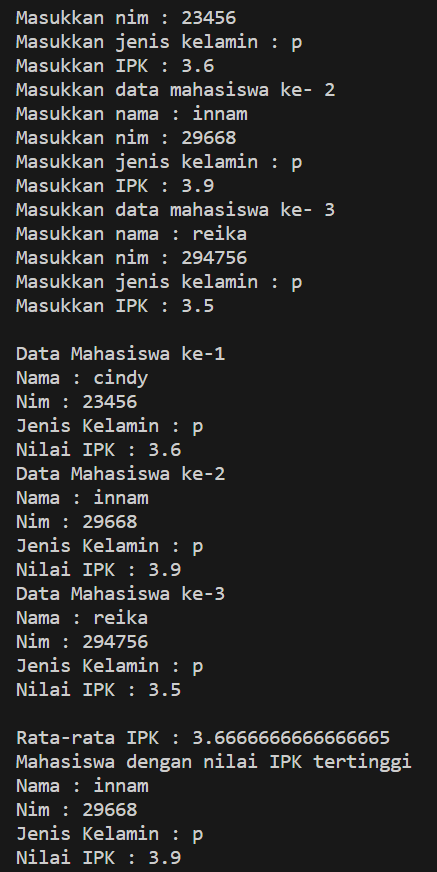 Masukkan nim : 23456
Masukkan jenis kelamin : p
Masukkan IPK : 3.6
Masukkan data mahasiswa ke- 2
Masukkan nama : innam
Masukkan nim : 29668
Masukkan jenis kelamin : p
Masukkan IPK : 3.9
Masukkan data mahasiswa ke- 3
Masukkan nama : reika
Masukkan nim : 294756
Masukkan jenis kelamin : p
Masukkan IPK : 3.5

Data Mahasiswa ke-1
Nama : cindy
Nim : 23456
Jenis Kelamin : p
Nilai IPK : 3.6
Data Mahasiswa ke-2
Nama : innam
Nim : 29668
Jenis Kelamin : p
Nilai IPK : 3.9
Data Mahasiswa ke-3
Nama : reika
Nim : 294756
Jenis Kelamin : p
Nilai IPK : 3.5

Rata-rata IPK : 3.6666666666666665
Mahasiswa dengan nilai IPK tertinggi
Nama : innam
Nim : 29668
Jenis Kelamin : p
Nilai IPK : 3.9